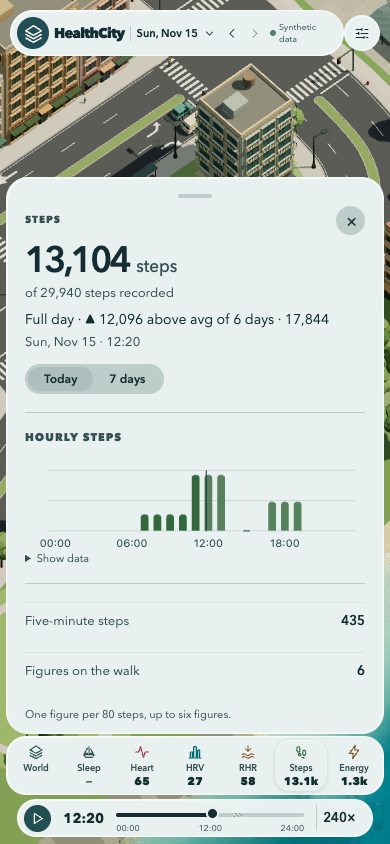 HealthCity
Sun, Nov 15
Synthetic
data
STEPS
13,104 steps
of 29,940 steps recorded
Full day · ▲ 12,096 above avg of 6 days · 17,844
Sun, Nov 15 · 12:20
Today
7 days
HOURLY STEPS
00:00 06:00 12:00 18:00
Show data
Five-minute steps 435
Figures on the walk 6
One figure per 80 steps, up to six figures.
World Sleep Heart HRV RHR Steps Energy
– 65 27 58 13.1k 1.3k
12:20
00:00 12:00 24:00
240×